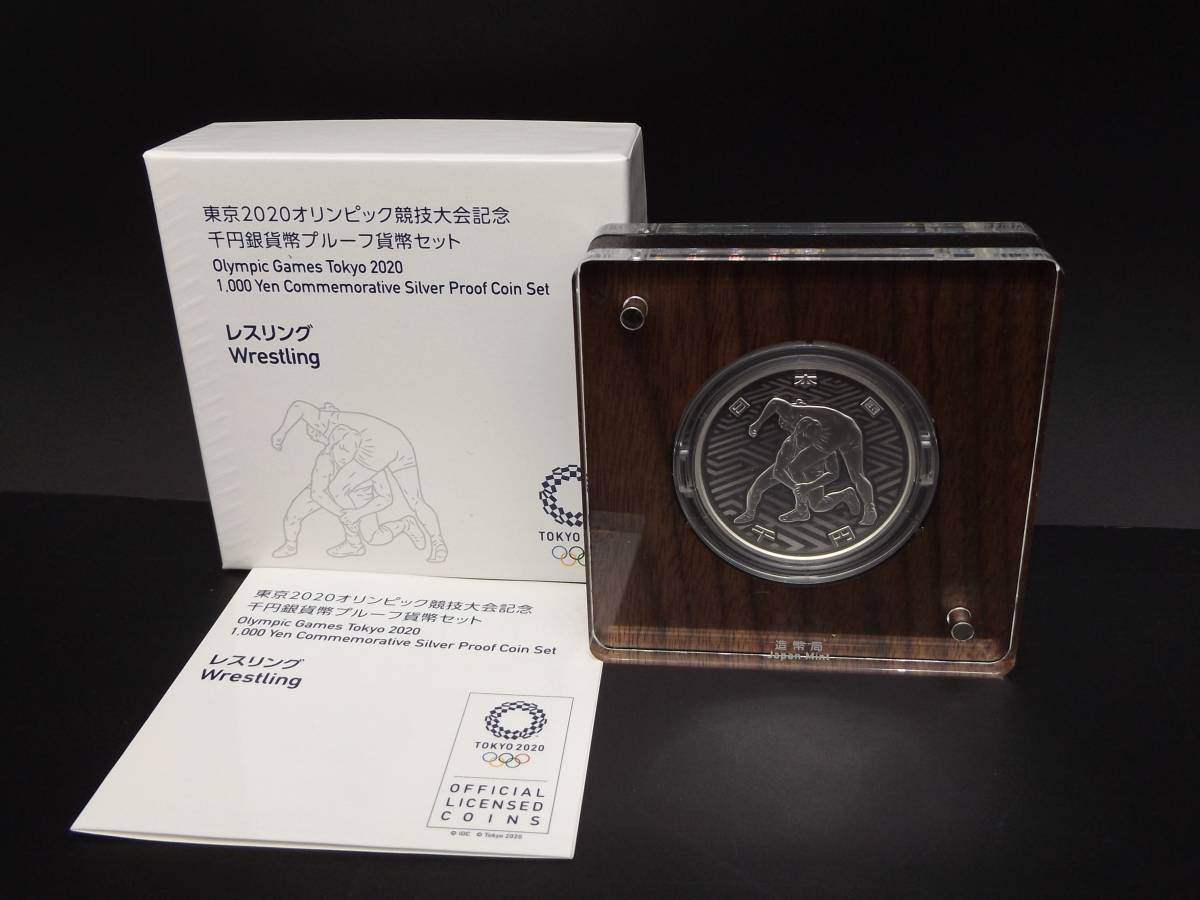 東京2020オリンピック競技大会記念
千円銀貨幣プルーフ貨幣セット
Olympic Games Tokyo 2020
1,000 Yen Commemorative Silver Proof Coin Set
レスリング
Wrestling
TOKYO
日本国
千円
造幣局
Japan Mint
東京2020オリンピック競技大会記念
千円銀貨幣プルーフ貨幣セット
Olympic Games Tokyo 2020
1,000 Yen Commemorative Silver Proof Coin Set
レスリング
Wrestling
TOKYO 2020
OFFICIAL
LICENSED
COINS
© IOC © Tokyo 2020